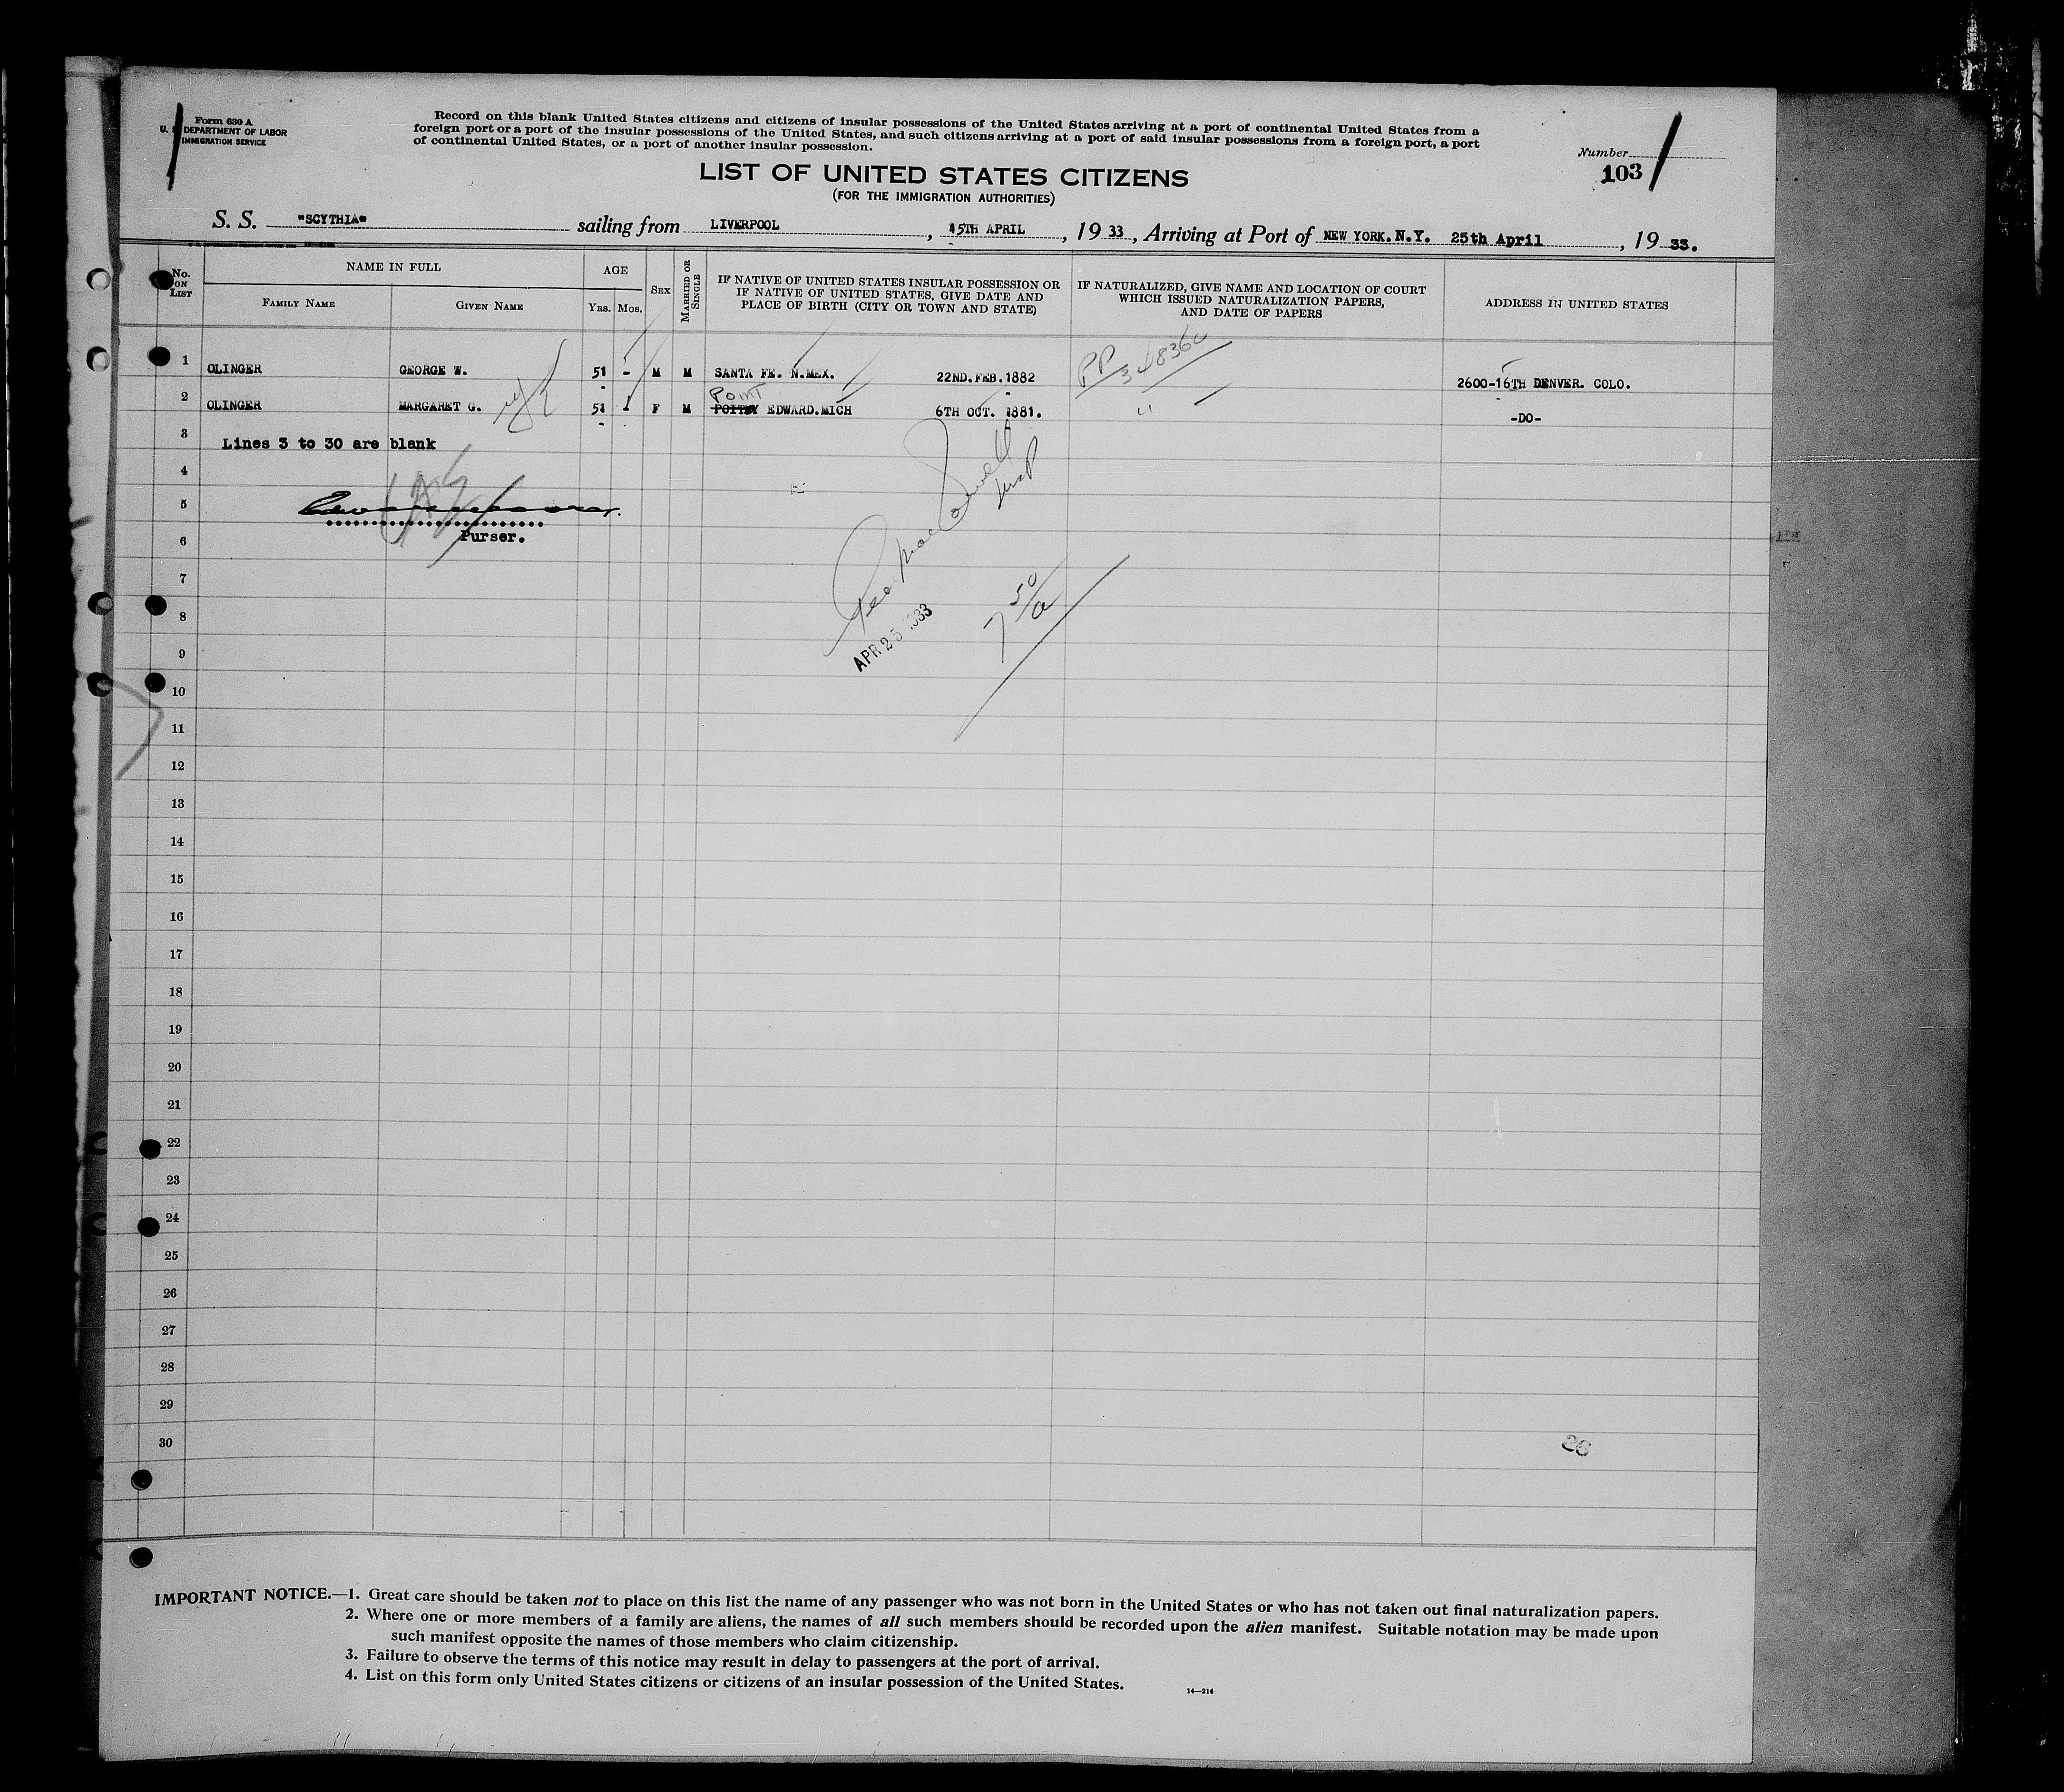 Form 630 A
U. S. DEPARTMENT OF LABOR
IMMIGRATION SERVICE
Record on this blank United States citizens and citizens of insular possessions of the United States arriving at a port of continental United States from a
foreign port or a port of the insular possessions of the United States, and such citizens arriving at a port of said insular possessions from a foreign port, a port
of continental United States, or a port of another insular possession.
Number
103
LIST OF UNITED STATES CITIZENS
(FOR THE IMMIGRATION AUTHORITIES)
S. S. "SCYTHIA" sailing from LIVERPOOL, 15TH APRIL, 19 33, Arriving at Port of NEW YORK.N.Y. 25th April, 19 33.
No. ON LIST
NAME IN FULL
FAMILY NAME
GIVEN NAME
AGE
YRS. MOS.
SEX
MARRIED OR SINGLE
IF NATIVE OF UNITED STATES INSULAR POSSESSION OR
IF NATIVE OF UNITED STATES, GIVE DATE AND
PLACE OF BIRTH (CITY OR TOWN AND STATE)
IF NATURALIZED, GIVE NAME AND LOCATION OF COURT
WHICH ISSUED NATURALIZATION PAPERS,
AND DATE OF PAPERS
ADDRESS IN UNITED STATES
1 OLINGER GEORGE W. 51 - M M SANTA FE. N.MEX. 22ND.FEB.1882 PP 2600-16TH DENVER. COLO.
POINT
2 OLINGER MARGARET G. 51 1 F M EDWARD.MICH 6TH OCT. 1881. " -DO-
3 Lines 3 to 30 are blank
4
5
6 Purser.
7
8
APR 25 1933
7 50/a
9
10
11
12
13
14
15
16
17
18
19
20
21
22
23
24
25
26
27
28
29
30
26
IMPORTANT NOTICE.—1. Great care should be taken not to place on this list the name of any passenger who was not born in the United States or who has not taken out final naturalization papers.
2. Where one or more members of a family are aliens, the names of all such members should be recorded upon the alien manifest. Suitable notation may be made upon
such manifest opposite the names of those members who claim citizenship.
3. Failure to observe the terms of this notice may result in delay to passengers at the port of arrival.
4. List on this form only United States citizens or citizens of an insular possession of the United States.
14—214